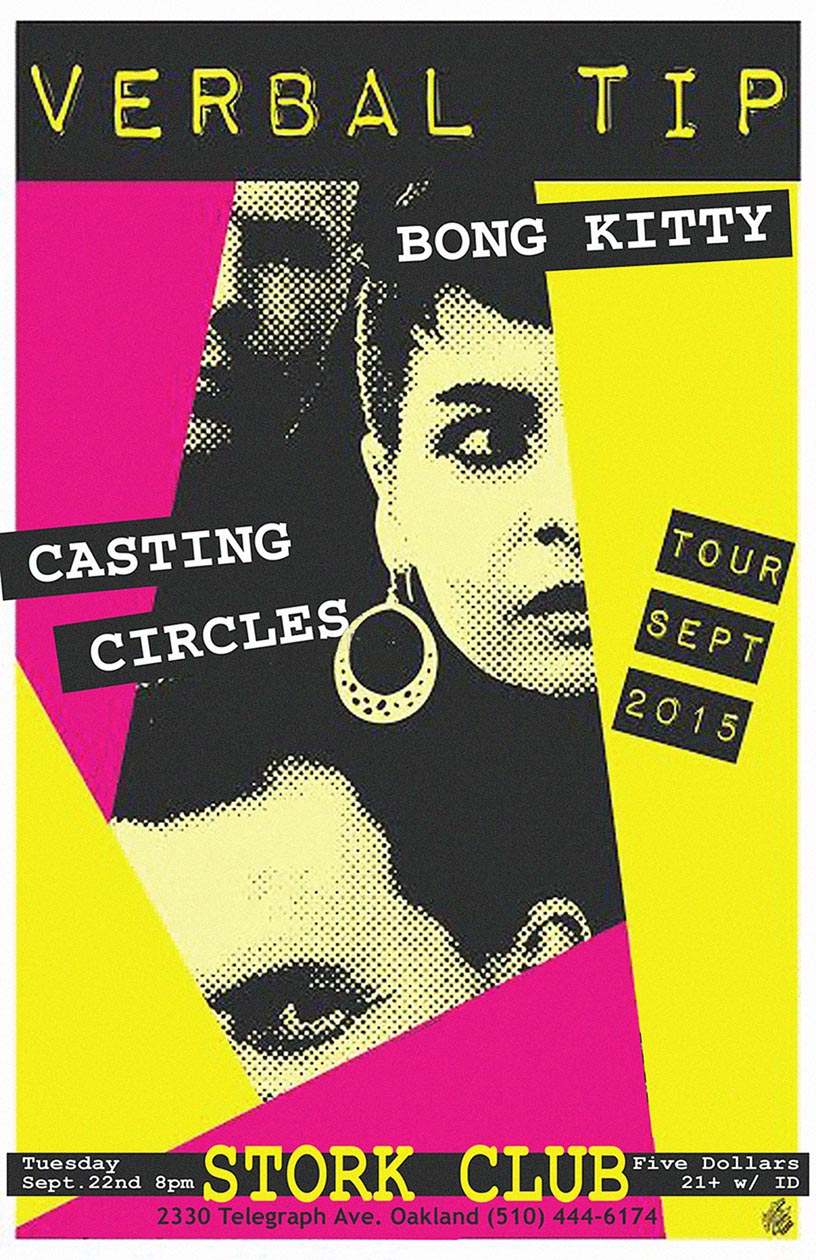 VERBAL TIP
BONG KITTY
CASTING
CIRCLES
TOUR
SEPT
2015
Tuesday
Sept.22nd 8pm
STORK CLUB
Five Dollars
21+ w/ ID
2330 Telegraph Ave. Oakland (510) 444-6174